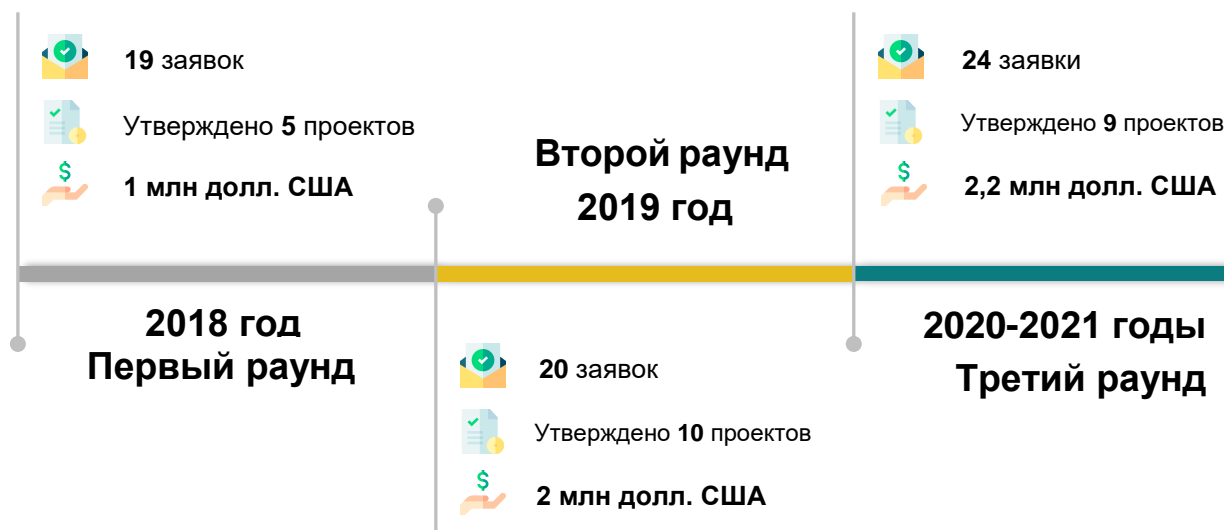 19 заявок
Утверждено 5 проектов
$
1 млн долл. США
2018 год
Первый раунд
Второй раунд
2019 год
20 заявок
Утверждено 10 проектов
$
2 млн долл. США
24 заявки
Утверждено 9 проектов
$
2,2 млн долл. США
2020-2021 годы
Третий раунд